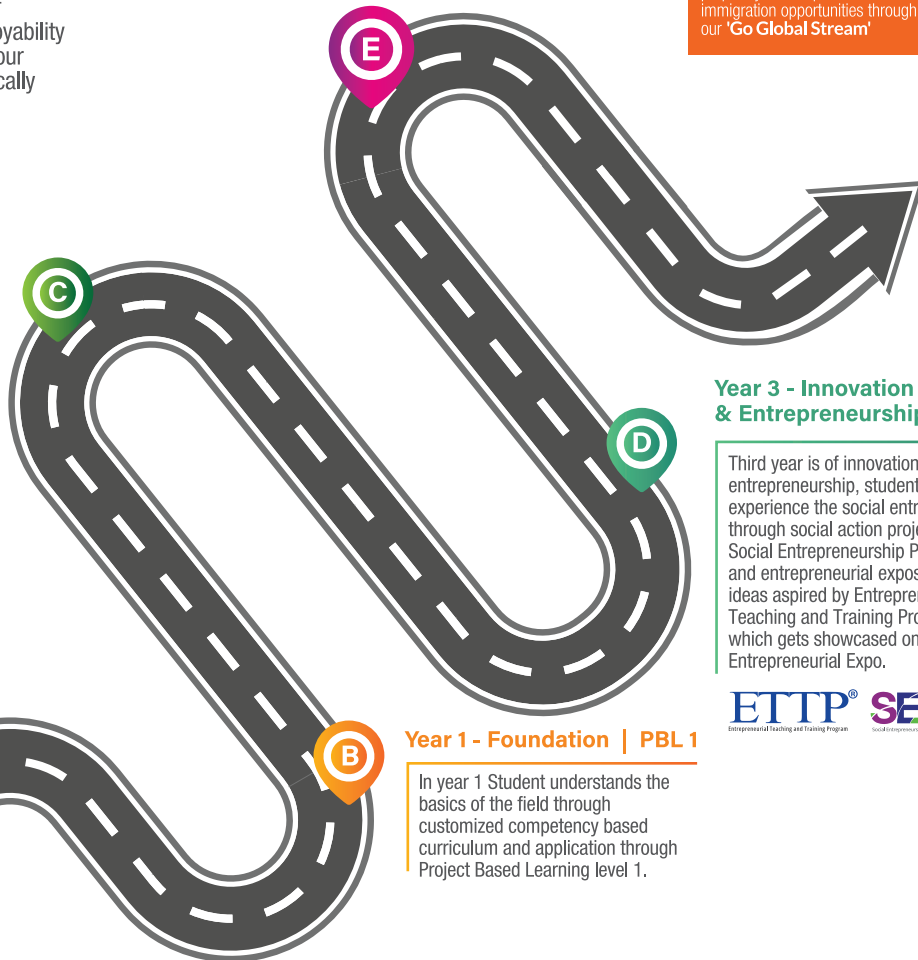 oyability
our
cally
immigration opportunities through
our 'Go Global Stream'
E
C
D
Year 3 - Innovation
& Entrepreneurship
Third year is of innovation
entrepreneurship, student
experience the social entr
through social action proje
Social Entrepreneurship P
and entrepreneurial expos
ideas aspired by Entrepren
Teaching and Training Pro
which gets showcased on
Entrepreneurial Expo.
ETTP®
Entrepreneurial Teaching and Training Program
SE
Social Entrepreneurs
B
Year 1 - Foundation | PBL 1
In year 1 Student understands the
basics of the field through
customized competency based
curriculum and application through
Project Based Learning level 1.